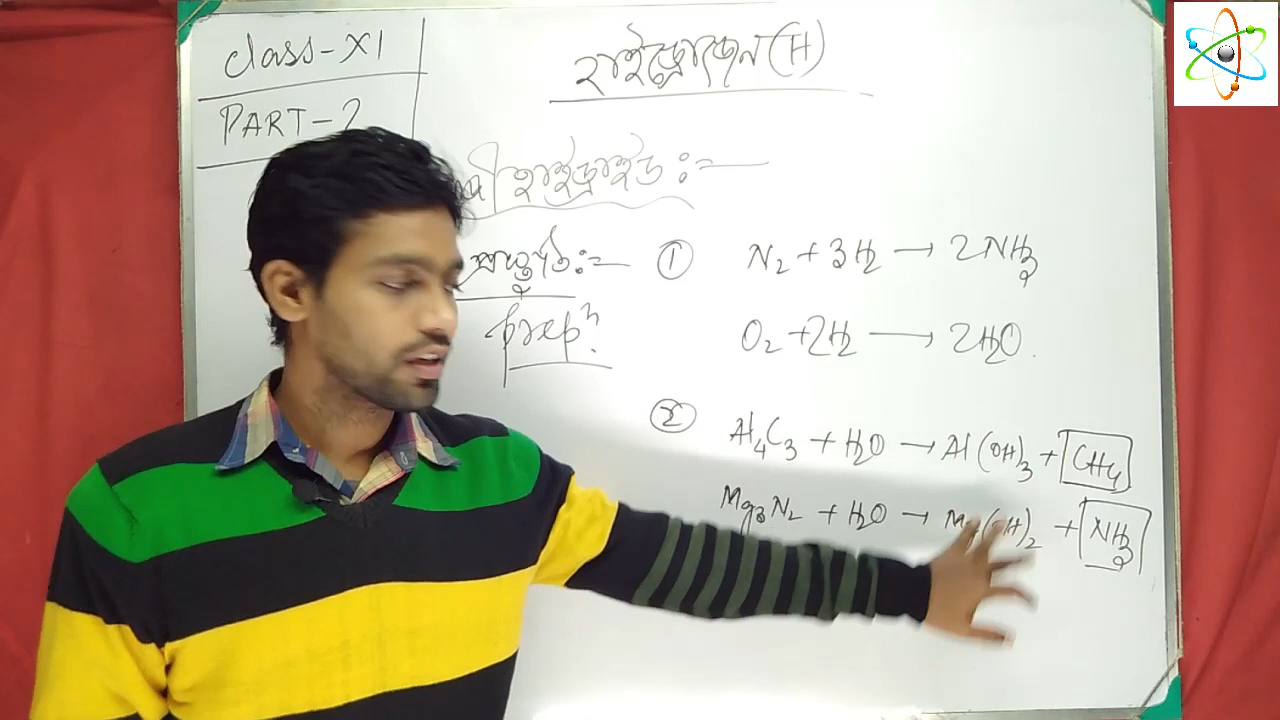 Class-XI
PART-2
হাইড্রোজেন(H)
হাইড্রাইড :-
প্রস্তুতি :-
prepⁿ.
① N₂ + 3H₂ → 2NH₃
O₂ + 2H₂ → 2H₂O.
② Al₄C₃ + H₂O → Al(OH)₃ + CH₄
Mg₃N₂ + H₂O → Mg(OH)₂ + NH₃